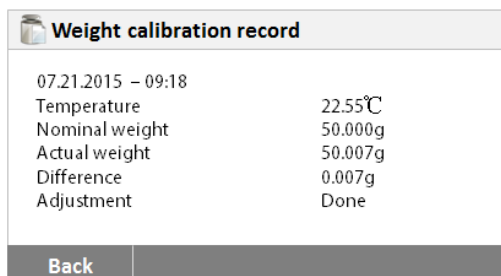 Weight calibration record
07.21.2015 – 09:18
Temperature 22.55℃
Nominal weight 50.000g
Actual weight 50.007g
Difference 0.007g
Adjustment Done
Back